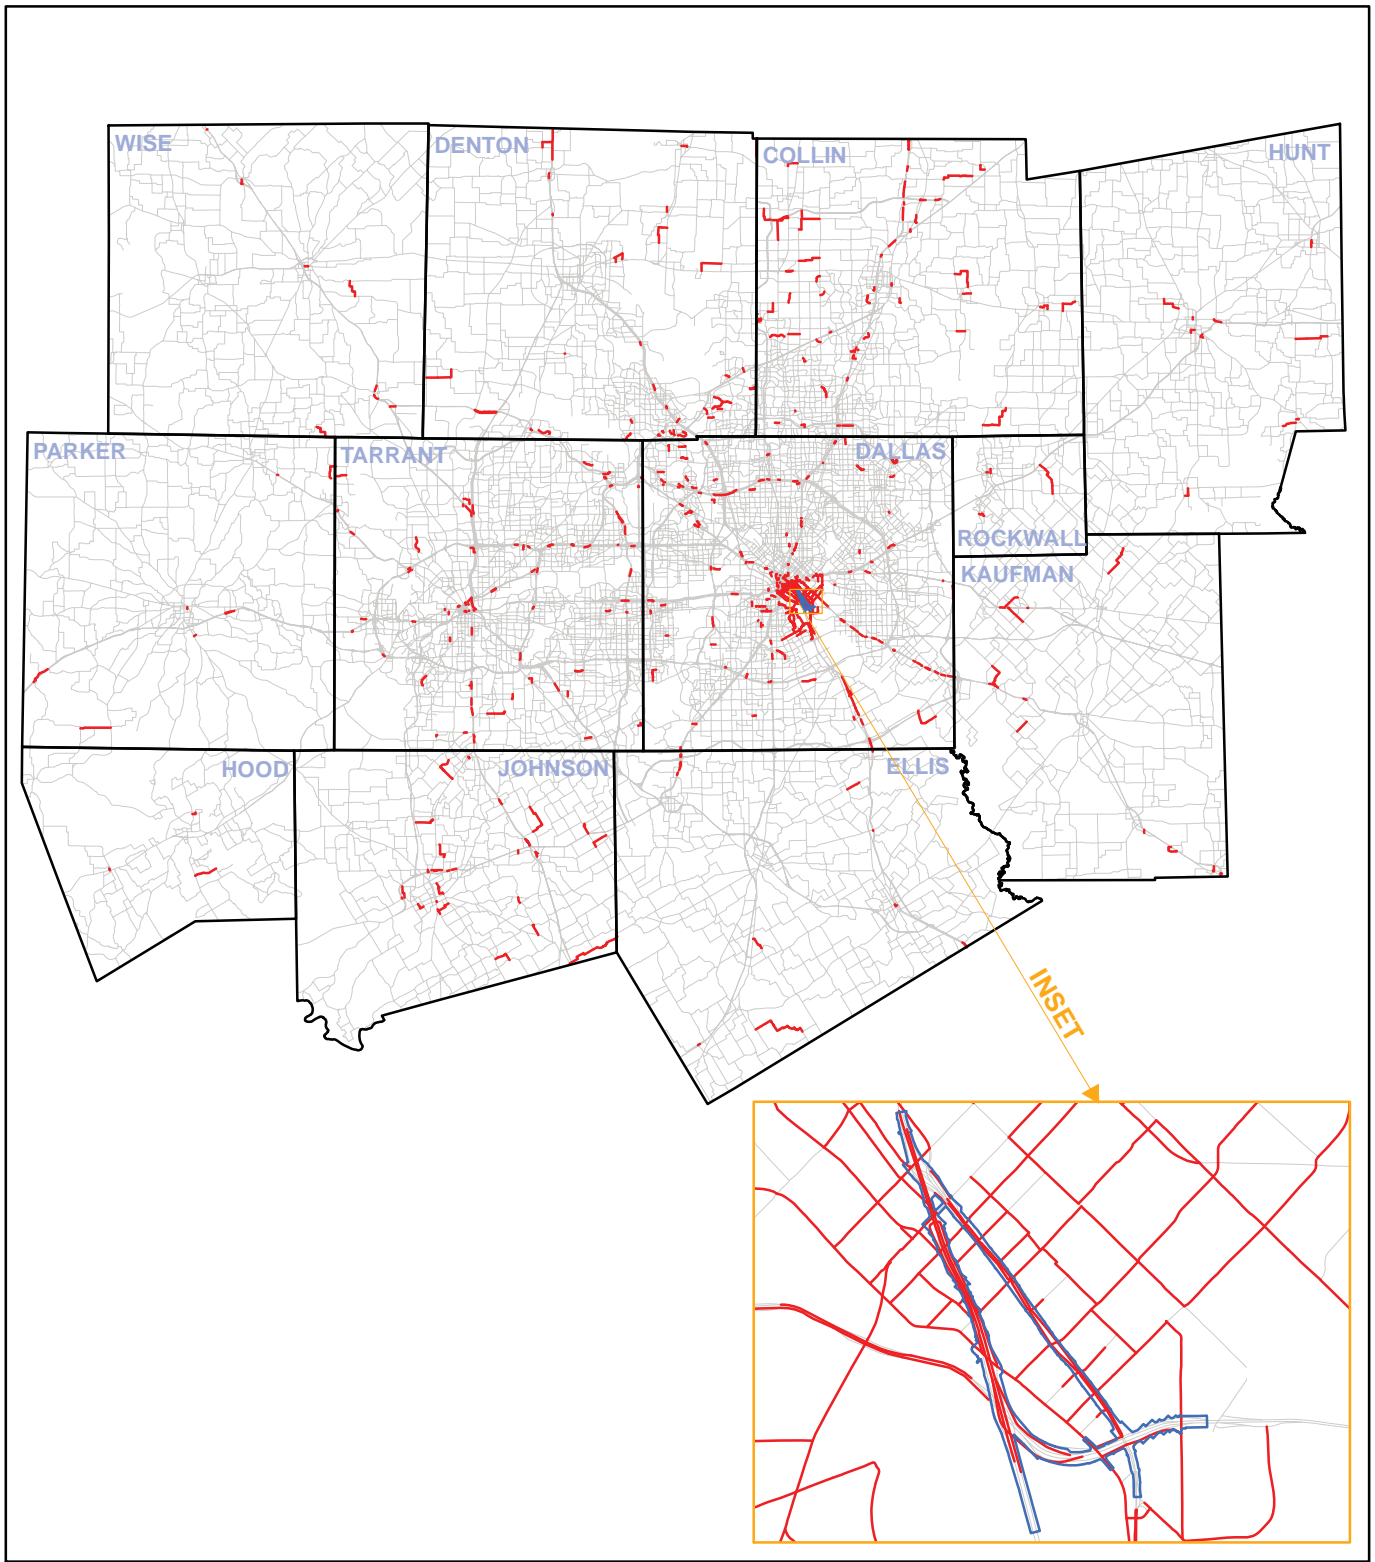 WISE
DENTON
COLLIN
HUNT
PARKER
TARRANT
DALLAS
ROCKWALL
KAUFMAN
HOOD
JOHNSON
ELLIS
INSET